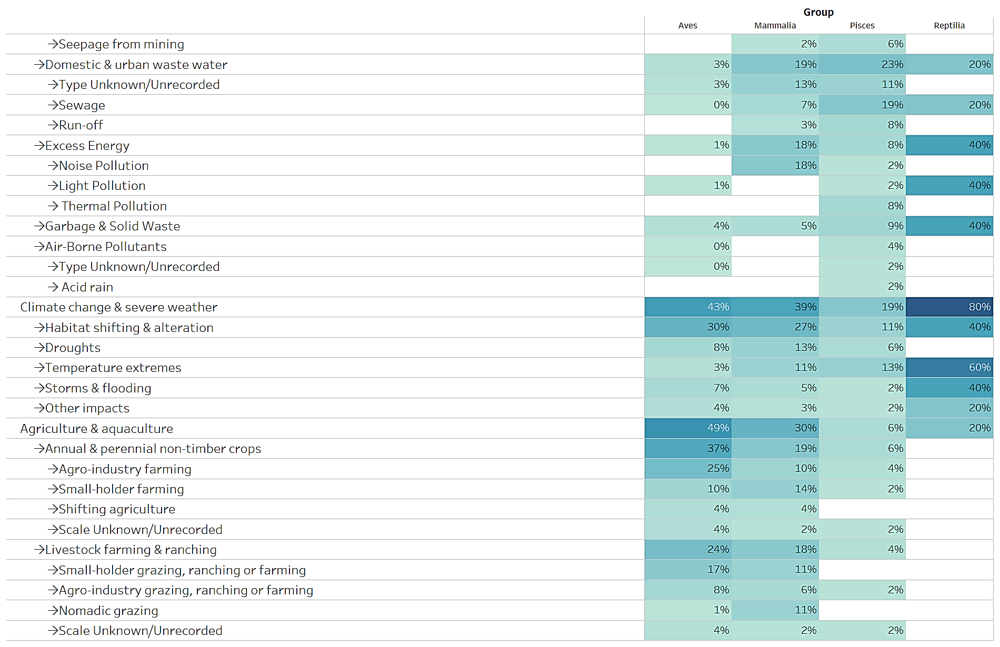 Group
Aves Mammalia Pisces Reptilia
→Seepage from mining 2% 6%
→Domestic & urban waste water 3% 19% 23% 20%
→Type Unknown/Unrecorded 3% 13% 11%
→Sewage 0% 7% 19% 20%
→Run-off 3% 8%
→Excess Energy 1% 18% 8% 40%
→Noise Pollution 18% 2%
→Light Pollution 1% 2% 40%
→ Thermal Pollution 8%
→Garbage & Solid Waste 4% 5% 9% 40%
→Air-Borne Pollutants 0% 4%
→Type Unknown/Unrecorded 0% 2%
→ Acid rain 2%
Climate change & severe weather 43% 39% 19% 80%
→Habitat shifting & alteration 30% 27% 11% 40%
→Droughts 8% 13% 6%
→Temperature extremes 3% 11% 13% 60%
→Storms & flooding 7% 5% 2% 40%
→Other impacts 4% 3% 2% 20%
Agriculture & aquaculture 49% 30% 6% 20%
→Annual & perennial non-timber crops 37% 19% 6%
→Agro-industry farming 25% 10% 4%
→Small-holder farming 10% 14% 2%
→Shifting agriculture 4% 4%
→Scale Unknown/Unrecorded 4% 2% 2%
→Livestock farming & ranching 24% 18% 4%
→Small-holder grazing, ranching or farming 17% 11%
→Agro-industry grazing, ranching or farming 8% 6% 2%
→Nomadic grazing 1% 11%
→Scale Unknown/Unrecorded 4% 2% 2%